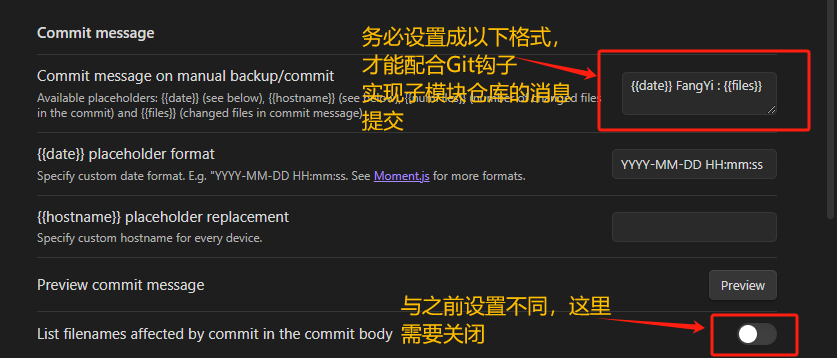 Commit message
务必设置成以下格式，
才能配合Git钩子
实现子模块仓库的消息
提交
Commit message on manual backup/commit
Available placeholders: {{date}} (see below), {{hostname}} (see below), {{numFiles}} (number of changed files
in the commit) and {{files}} (changed files in commit message)
{{date}} FangYi : {{files}}
{{date}} placeholder format
Specify custom date format. E.g. "YYYY-MM-DD HH:mm:ss. See Moment.js for more formats.
YYYY-MM-DD HH:mm:ss
{{hostname}} placeholder replacement
Specify custom hostname for every device.
Preview commit message
Preview
与之前设置不同，这里
需要关闭
List filenames affected by commit in the commit body